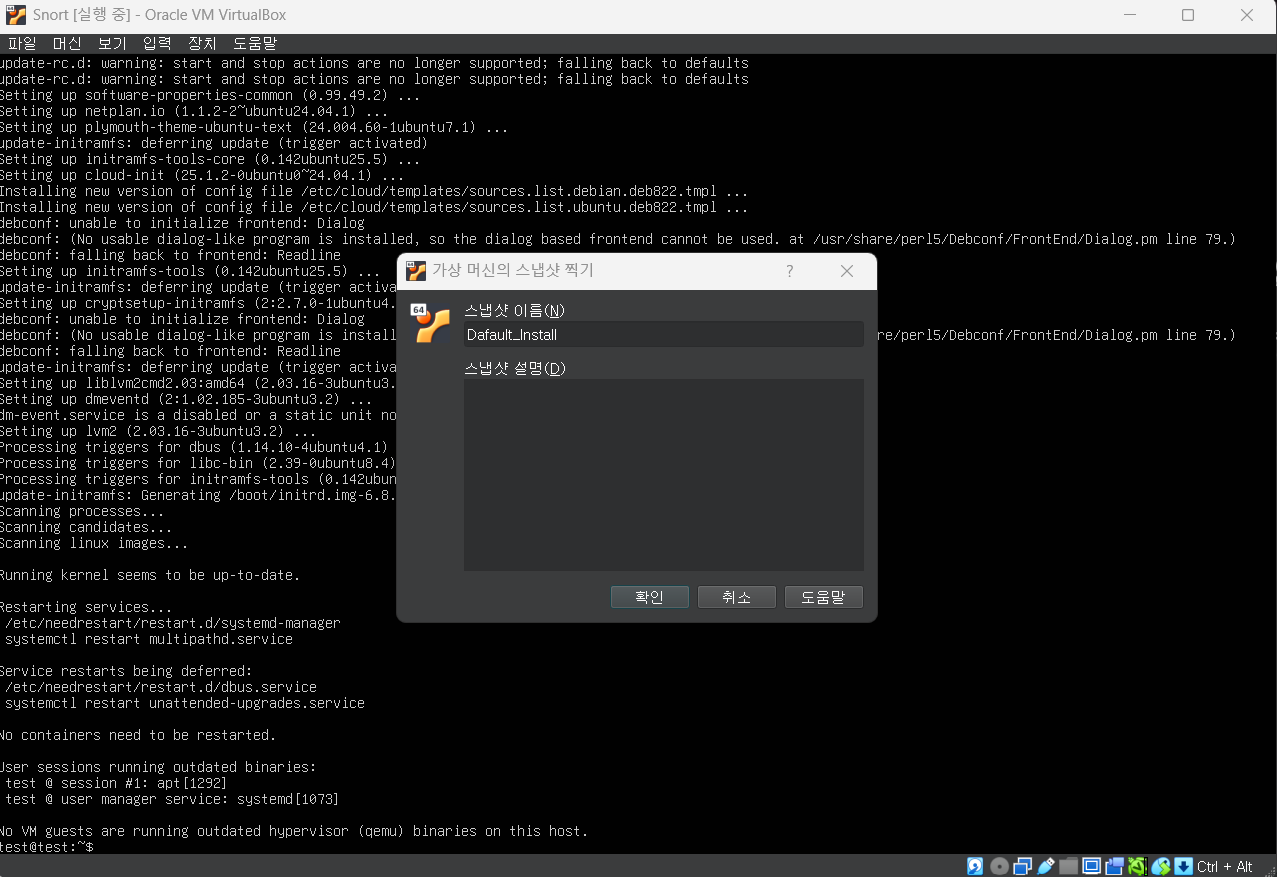 Snort [실행 중] - Oracle VM VirtualBox
파일 머신 보기 입력 장치 도움말
update-rc.d: warning: start and stop actions are no longer supported; falling back to defaults
update-rc.d: warning: start and stop actions are no longer supported; falling back to defaults
Setting up software-properties-common (0.99.49.2) ...
Setting up netplan.io (1.1.2-2~ubuntu24.04.1) ...
Setting up plymouth-theme-ubuntu-text (24.004.60-1ubuntu7.1) ...
update-initramfs: deferring update (trigger activated)
Setting up initramfs-tools-core (0.142ubuntu25.5) ...
Setting up cloud-init (25.1.2-0ubuntu0~24.04.1) ...
Installing new version of config file /etc/cloud/templates/sources.list.debian.deb822.tmpl ...
Installing new version of config file /etc/cloud/templates/sources.list.ubuntu.deb822.tmpl ...
debconf: unable to initialize frontend: Dialog
debconf: (No usable dialog-like program is installed, so the dialog based frontend cannot be used. at /usr/share/perl5/Debconf/FrontEnd/Dialog.pm line 79.)
debconf: falling back to frontend: Readline
Setting up initramfs-tools (0.142ubuntu25.5) ...
update-initramfs: deferring update (trigger activa
Setting up cryptsetup-initramfs (2:2.7.0-1ubuntu4.
debconf: unable to initialize frontend: Dialog
debconf: (No usable dialog-like program is install re/perl5/Debconf/FrontEnd/Dialog.pm line 79.)
debconf: falling back to frontend: Readline
update-initramfs: deferring update (trigger activa
Setting up liblvm2cmd2.03:amd64 (2.03.16-3ubuntu3.
Setting up dmeventd (2:1.02.185-3ubuntu3.2) ...
dm-event.service is a disabled or a static unit no
Setting up lvm2 (2.03.16-3ubuntu3.2) ...
Processing triggers for dbus (1.14.10-4ubuntu4.1)
Processing triggers for libc-bin (2.39-0ubuntu8.4)
Processing triggers for initramfs-tools (0.142ubun
update-initramfs: Generating /boot/initrd.img-6.8.
Scanning processes...
Scanning candidates...
Scanning linux images...
Running kernel seems to be up-to-date.
Restarting services...
/etc/needrestart/restart.d/systemd-manager
systemctl restart multipathd.service
Service restarts being deferred:
/etc/needrestart/restart.d/dbus.service
systemctl restart unattended-upgrades.service
No containers need to be restarted.
User sessions running outdated binaries:
test @ session #1: apt[1292]
test @ user manager service: systemd[1073]
No VM guests are running outdated hypervisor (qemu) binaries on this host.
test@test:~$
가상 머신의 스냅샷 찍기 ?
64
스냅샷 이름(N)
Dafault_Install
스냅샷 설명(D)
확인 취소 도움말
Ctrl + Alt